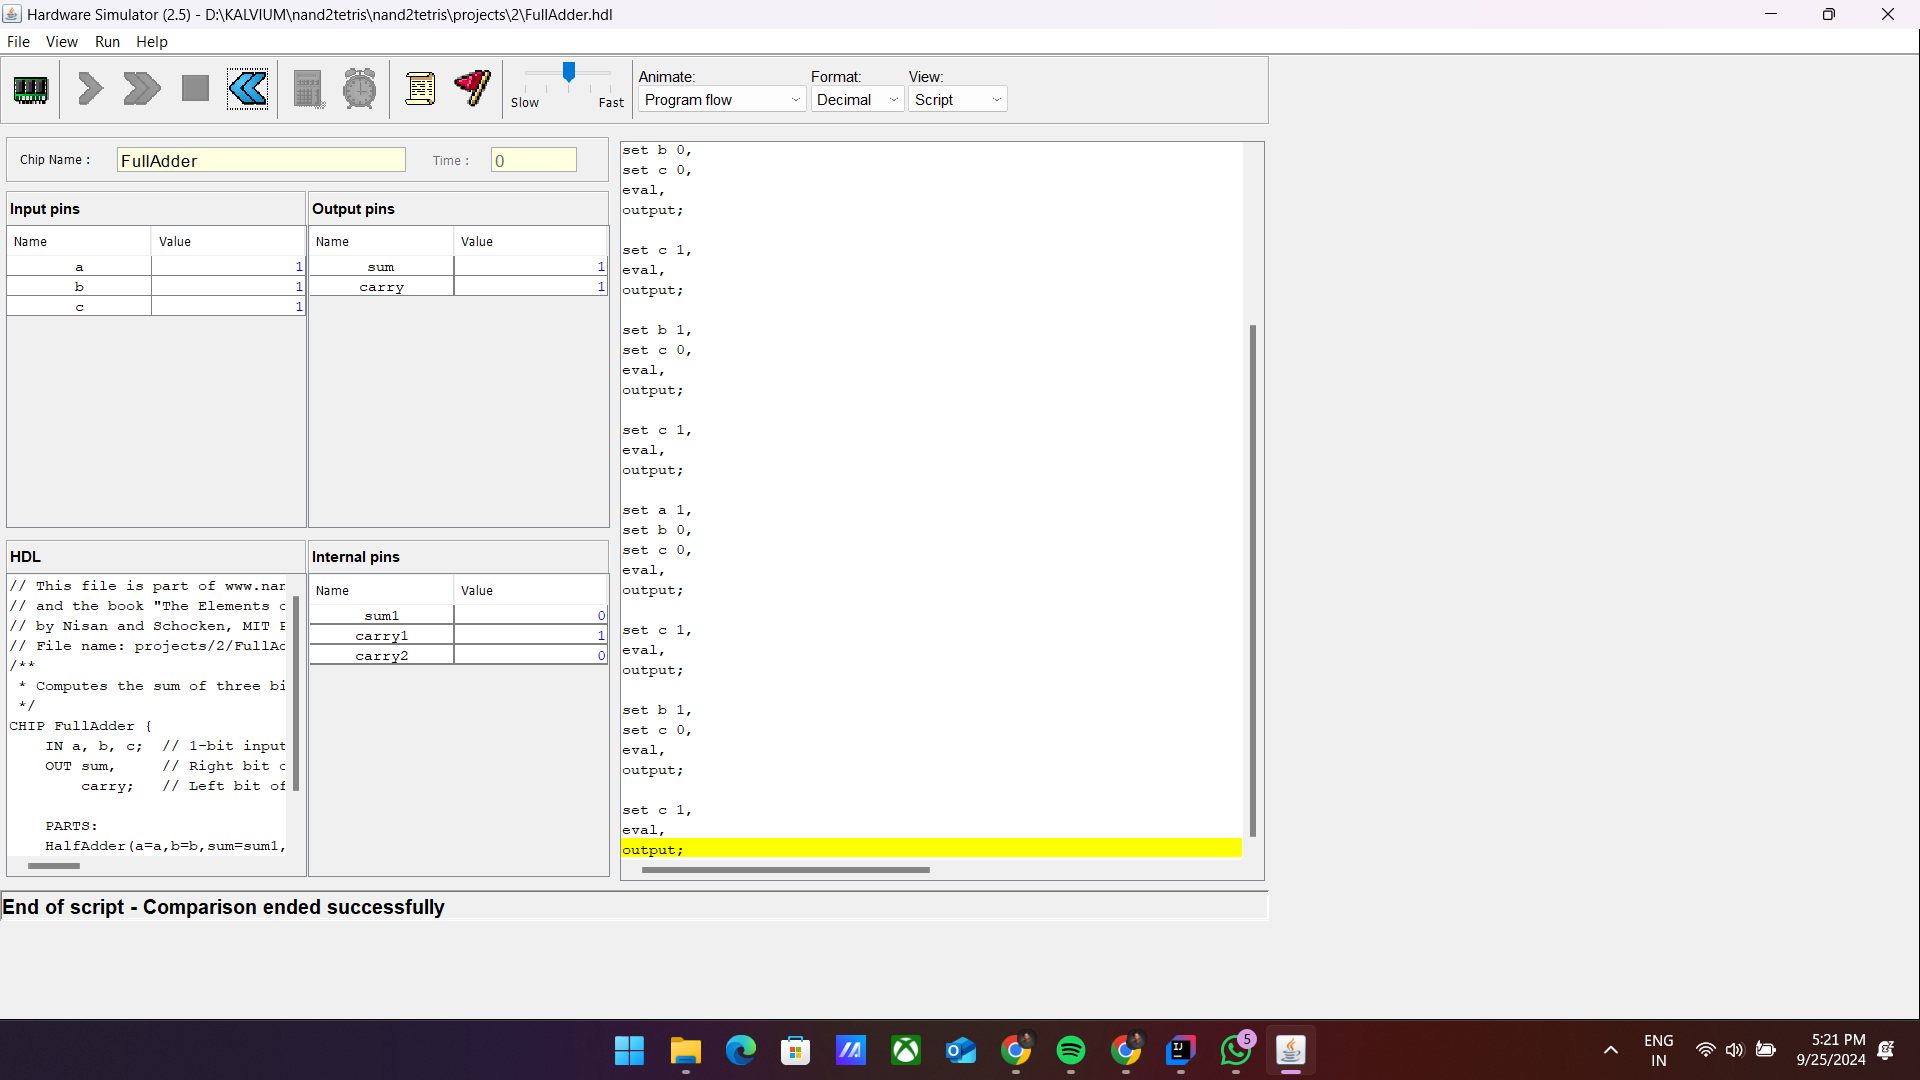 Hardware Simulator (2.5) - D:\KALVIUM\nand2tetris\nand2tetris\projects\2\FullAdder.hdl
File View Run Help
Slow Fast
Animate: Format: View:
Program flow Decimal Script
Chip Name : FullAdder Time : 0
Input pins
Name Value
a 1
b 1
c 1
Output pins
Name Value
sum 1
carry 1
HDL
// This file is part of www.nan
// and the book "The Elements o
// by Nisan and Schocken, MIT P
// File name: projects/2/FullAd
/**
* Computes the sum of three bi
*/
CHIP FullAdder {
IN a, b, c; // 1-bit input
OUT sum, // Right bit o
carry; // Left bit of
PARTS:
HalfAdder(a=a,b=b,sum=sum1,
Internal pins
Name Value
sum1 0
carry1 1
carry2 0
set b 0,
set c 0,
eval,
output;
set c 1,
eval,
output;
set b 1,
set c 0,
eval,
output;
set c 1,
eval,
output;
set a 1,
set b 0,
set c 0,
eval,
output;
set c 1,
eval,
output;
set b 1,
set c 0,
eval,
output;
set c 1,
eval,
output;
End of script - Comparison ended successfully
5
ENG
IN
5:21 PM
9/25/2024